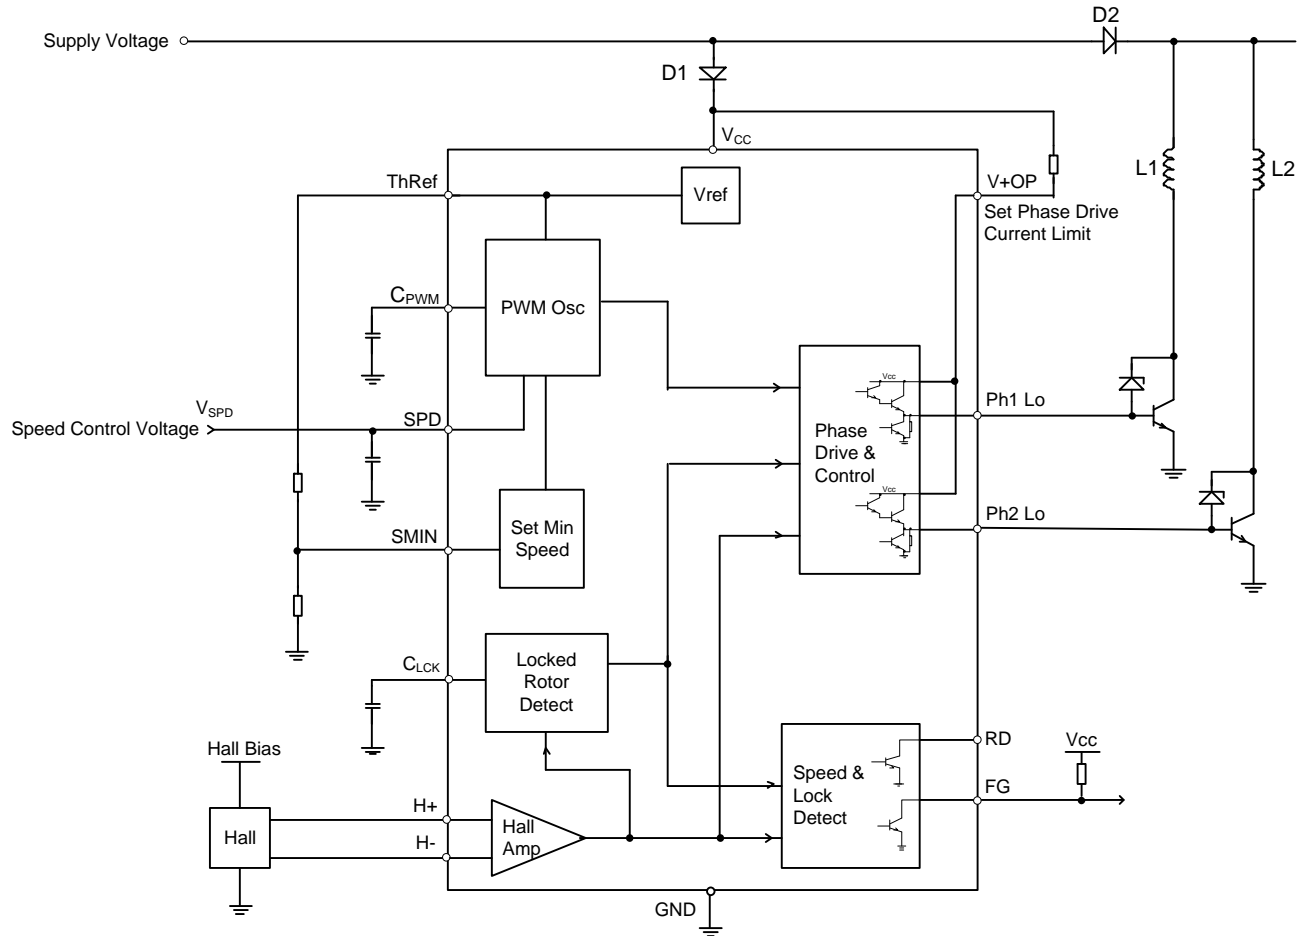 D2
Supply Voltage
D1
VCC
ThRef
Vref
V+OP
Set Phase Drive
Current Limit
L1
L2
CPWM
PWM Osc
VSPD
Speed Control Voltage
SPD
Vcc
Ph1 Lo
Phase
Drive &
Control
Vcc
Ph2 Lo
SMIN
Set Min
Speed
CLCK
Locked
Rotor
Detect
Hall Bias
RD
Vcc
Speed &
Lock
Detect
FG
H+
Hall
Hall
Amp
H-
GND